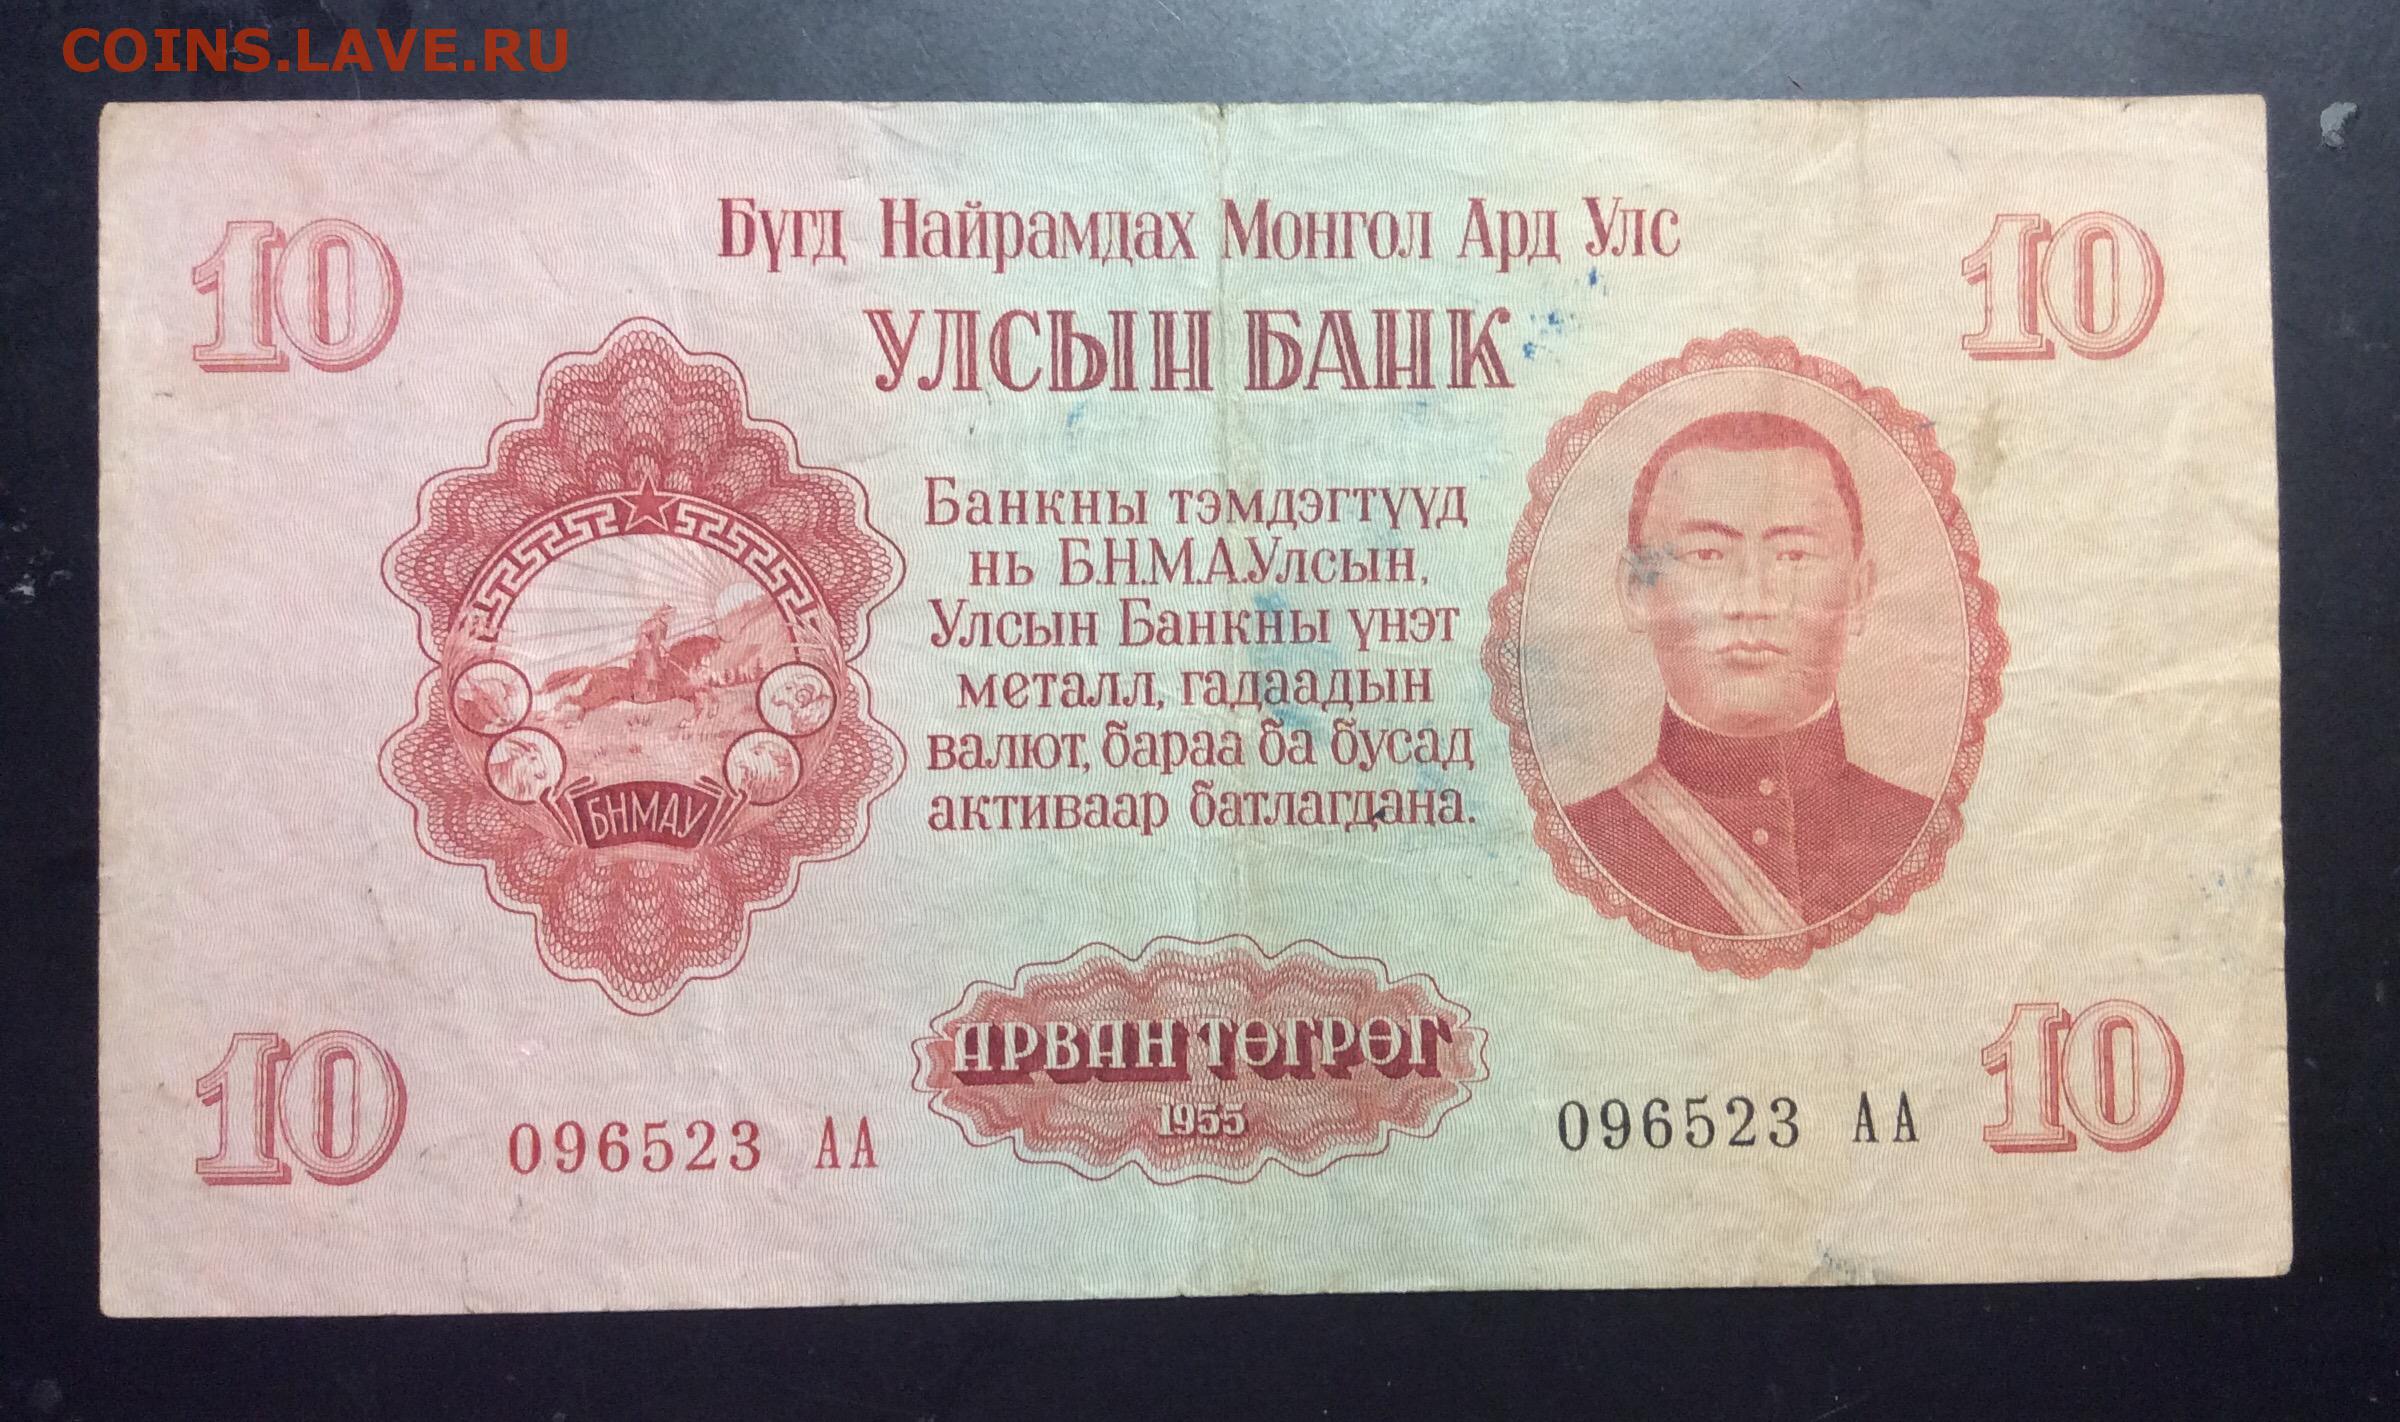 COINS.LAVE.RU
10
10
Бүгд Найрамдах Монгол Ард Улс
УЛСЫН БАНК
Банкны тэмдэгтүүд
нь Б.Н.М.А.Улсын,
Улсын Банкны үнэт
металл, гадаадын
валют, бараа ба бусад
активаар батлагдана.
БНМАУ
АРВАН ТӨГРӨГ
1955
10
096523 АА
096523 АА
10